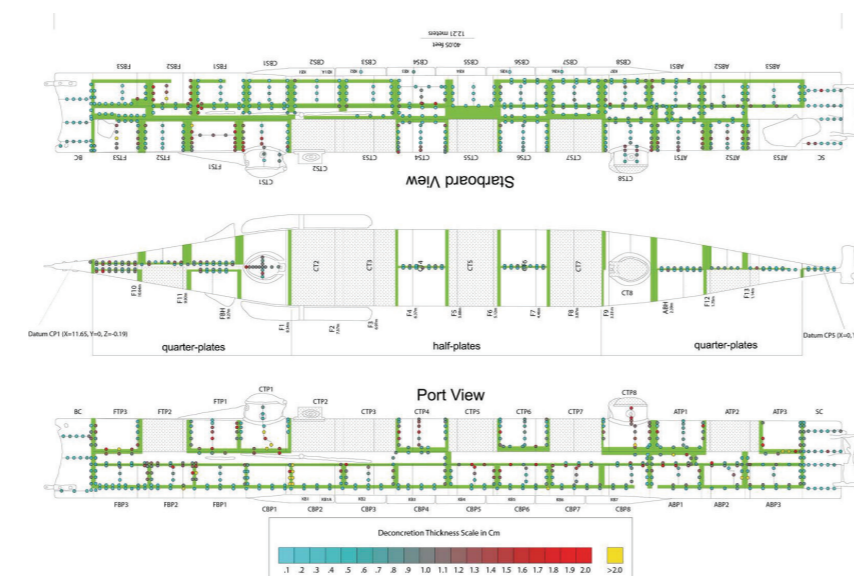 12.21 meters
40.05 feet
FBS3 FBS2 FBS1 CBS1 CBS2 CBS3 CBS4 CBS5 CBS6 CBS7 CBS8 ABS1 ABS2 ABS3
BC FTS3 FTS2 FTS1 CTS1 CTS2 CTS3 CTS4 CTS5 CTS6 CTS7 CTS8 ATS1 ATS2 ATS3 SC
Starboard View
CT2 CT3 CT4 CT5 CT6 CT7 CT8
F10 F11 FBH F1 F2 F3 F4 F5 F6 F7 F8 F9 ABH F12 F13
Datum CP1 (X=11.65, Y=0, Z=-0.19)
Datum CP5 (X=0,1
quarter-plates half-plates quarter-plates
Port View
BC FTP3 FTP2 FTP1 CTP1 CTP2 CTP3 CTP4 CTP5 CTP6 CTP7 CTP8 ATP1 ATP2 ATP3 SC
FBP3 FBP2 FBP1 CBP1 CBP2 CBP3 CBP4 CBP5 CBP6 CBP7 CBP8 ABP1 ABP2 ABP3
Deconcretion Thickness Scale in Cm
.1 .2 .3 .4 .5 .6 .7 .8 .9 1.0 1.1 1.2 1.3 1.4 1.5 1.6 1.7 1.8 1.9 2.0 >2.0